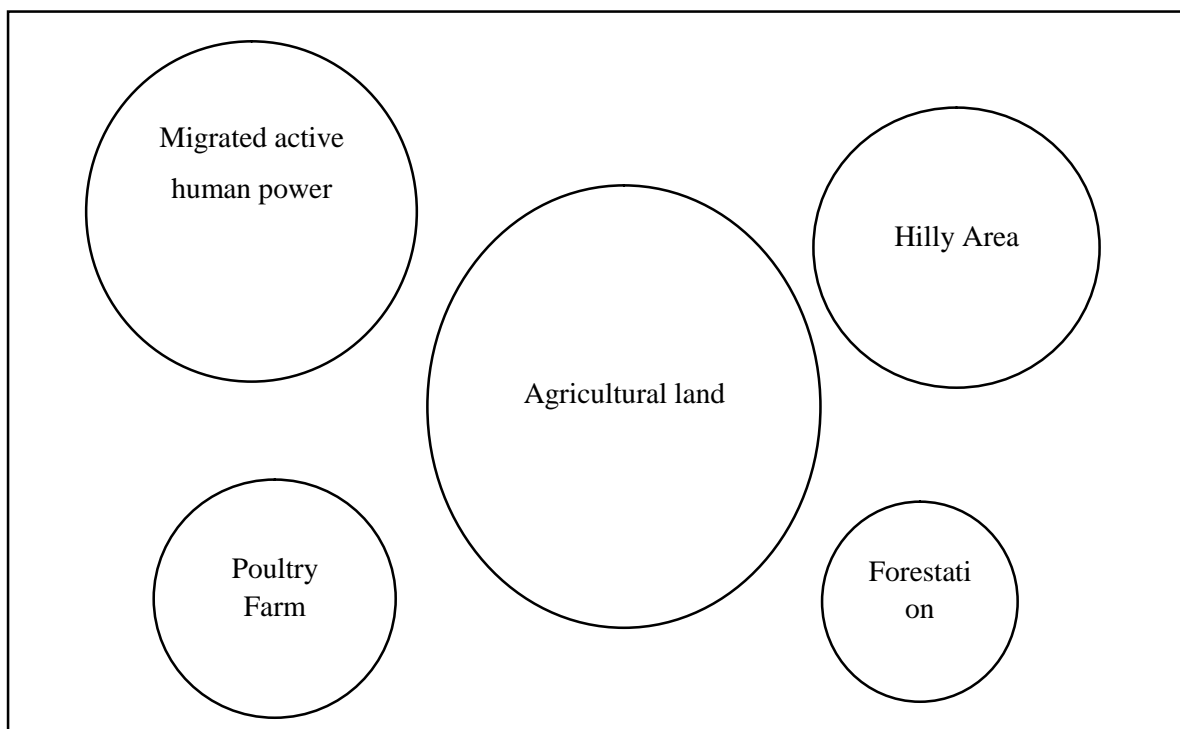 Migrated active
human power
Hilly Area
Agricultural land
Poultry
Farm
Forestati
on